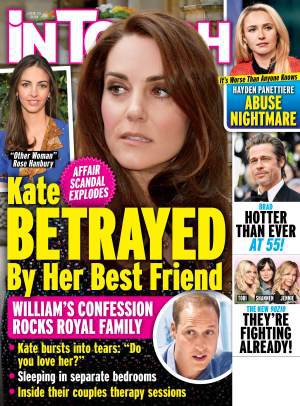 INTOUCH
It's Worse Than Anyone Knows
HAYDEN PANETTIERE
ABUSE
NIGHTMARE
"Other Woman"
Rose Hanbury
AFFAIR
SCANDAL
EXPLODES
Kate
BETRAYED
By Her Best Friend
WILLIAM'S CONFESSION
ROCKS ROYAL FAMILY
• Kate bursts into tears: "Do
you love her?"
• Sleeping in separate bedrooms
• Inside their couples therapy sessions
BRAD
HOTTER
THAN EVER
AT 55!
TORI
SHANNEN
JENNIE
THE NEW 90210
THEY'RE
FIGHTING
ALREADY!